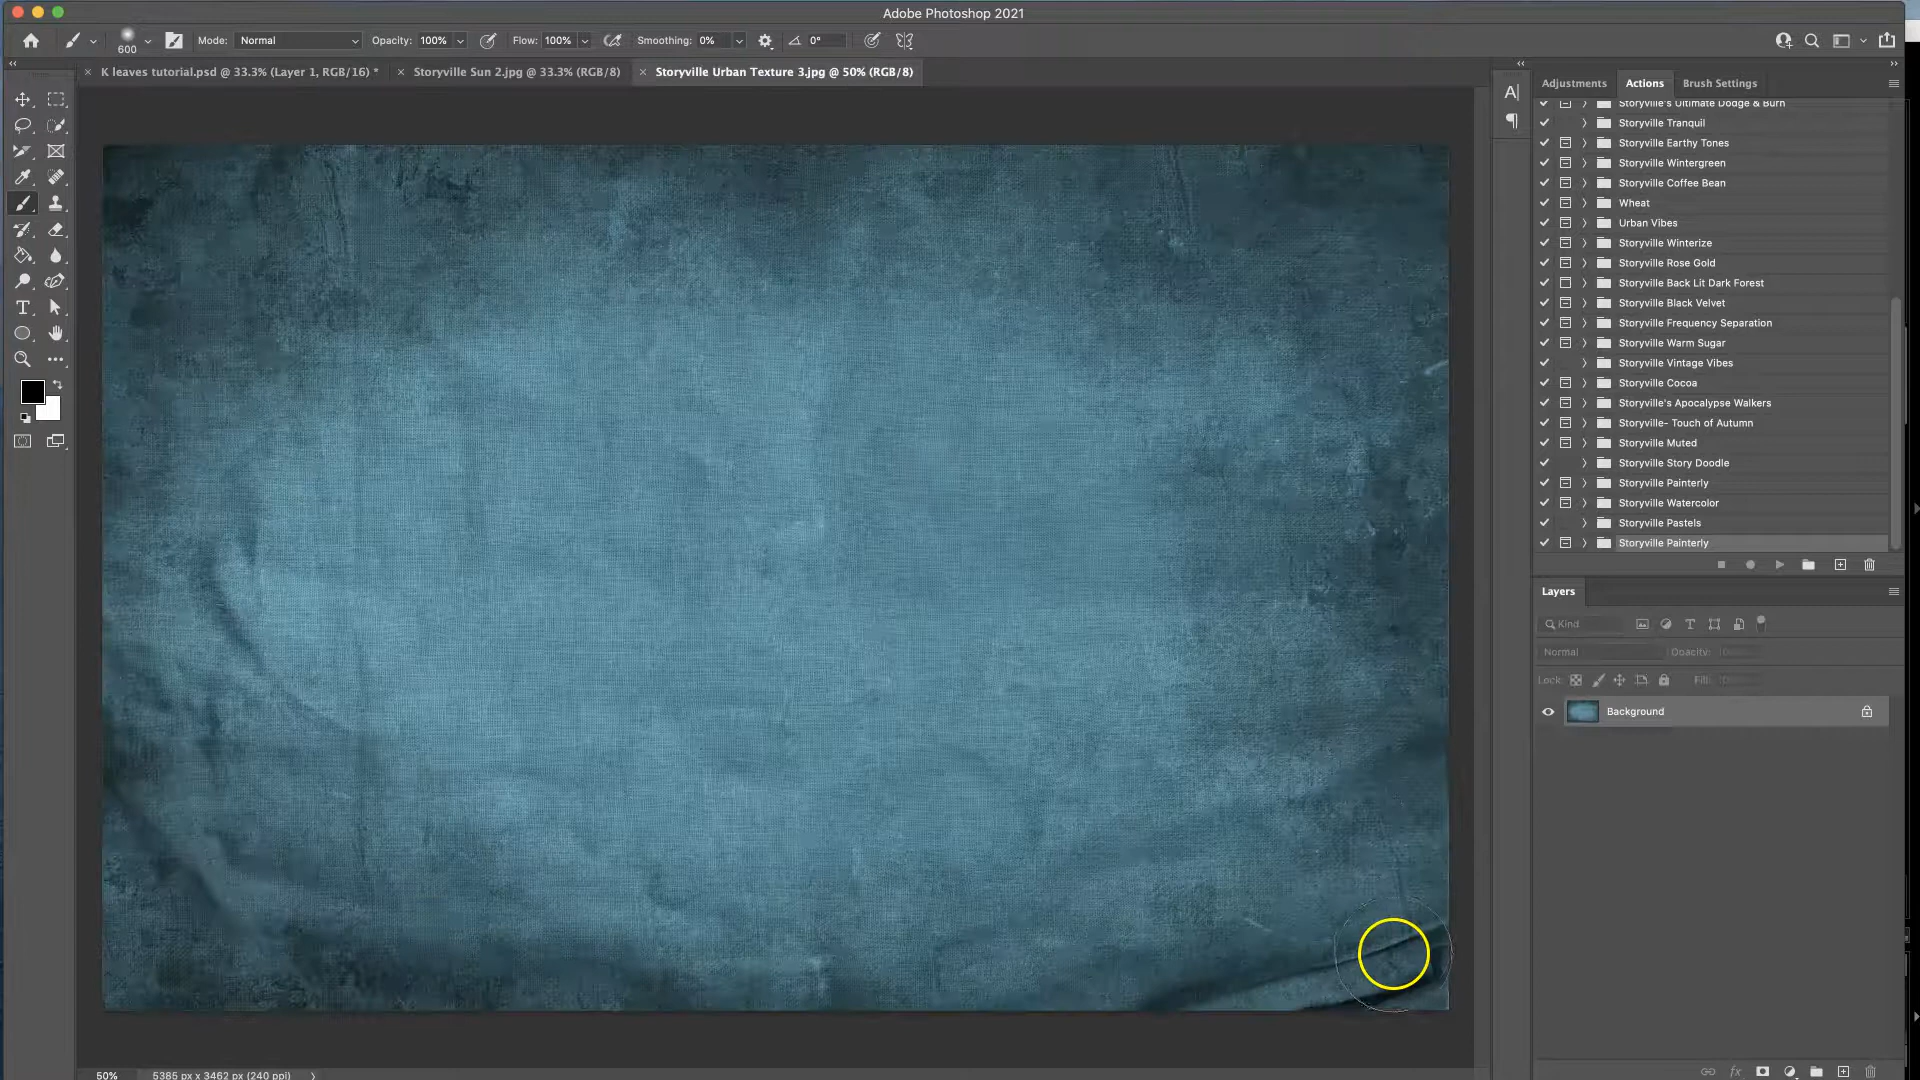 Adobe Photoshop 2021
600
Mode: Normal
Opacity: 100%
Flow: 100%
Smoothing: 0%
0°
K leaves tutorial.psd @ 33.3% (Layer 1, RGB/16) *
Storyville Sun 2.jpg @ 33.3% (RGB/8)
Storyville Urban Texture 3.jpg @ 50% (RGB/8)
Adjustments
Actions
Brush Settings
Storyville's Ultimate Dodge & Burn
Storyville Tranquil
Storyville Earthy Tones
Storyville Wintergreen
Storyville Coffee Bean
Wheat
Urban Vibes
Storyville Winterize
Storyville Rose Gold
Storyville Back Lit Dark Forest
Storyville Black Velvet
Storyville Frequency Separation
Storyville Warm Sugar
Storyville Vintage Vibes
Storyville Cocoa
Storyville's Apocalypse Walkers
Storyville- Touch of Autumn
Storyville Muted
Storyville Story Doodle
Storyville Painterly
Storyville Watercolor
Storyville Pastels
Storyville Painterly
Layers
Kind
Normal
Opacity:
Lock:
Fill:
Background
fx
50%
5385 px x 3462 px (240 ppi)